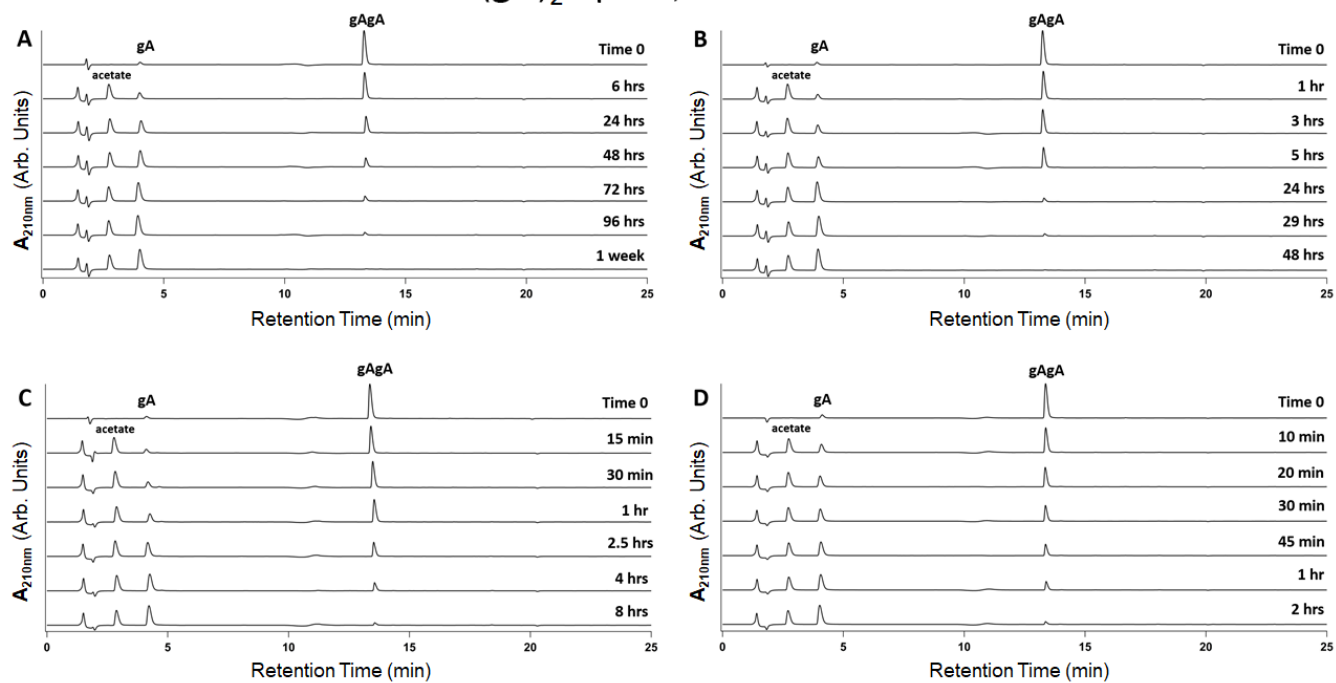 A
gA
gAgA
Time 0
acetate
6 hrs
24 hrs
48 hrs
72 hrs
96 hrs
1 week
A210nm (Arb. Units)
0 5 10 15 20 25
Retention Time (min)
B
gA
gAgA
Time 0
acetate
1 hr
3 hrs
5 hrs
24 hrs
29 hrs
48 hrs
A210nm (Arb. Units)
0 5 10 15 20 25
Retention Time (min)
C
gA
gAgA
Time 0
acetate
15 min
30 min
1 hr
2.5 hrs
4 hrs
8 hrs
A210nm (Arb. Units)
0 5 10 15 20 25
Retention Time (min)
D
gA
gAgA
Time 0
acetate
10 min
20 min
30 min
45 min
1 hr
2 hrs
A210nm (Arb. Units)
0 5 10 15 20 25
Retention Time (min)